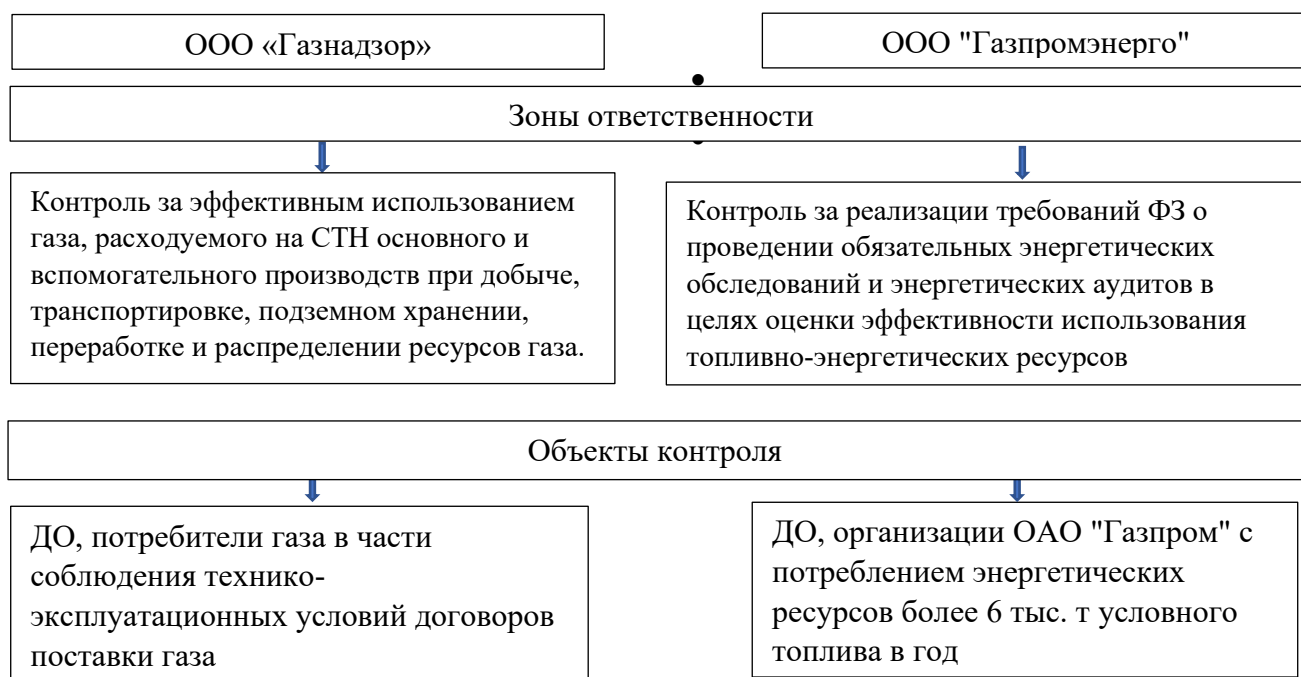 ООО «Газнадзор»
ООО "Газпромэнерго"
Зоны ответственности
Контроль за эффективным использованием
газа, расходуемого на СТН основного и
вспомогательного производств при добыче,
транспортировке, подземном хранении,
переработке и распределении ресурсов газа.
Контроль за реализации требований ФЗ о
проведении обязательных энергетических
обследований и энергетических аудитов в
целях оценки эффективности использования
топливно-энергетических ресурсов
Объекты контроля
ДО, потребители газа в части
соблюдения технико-
эксплуатационных условий договоров
поставки газа
ДО, организации ОАО "Газпром" с
потреблением энергетических
ресурсов более 6 тыс. т условного
топлива в год